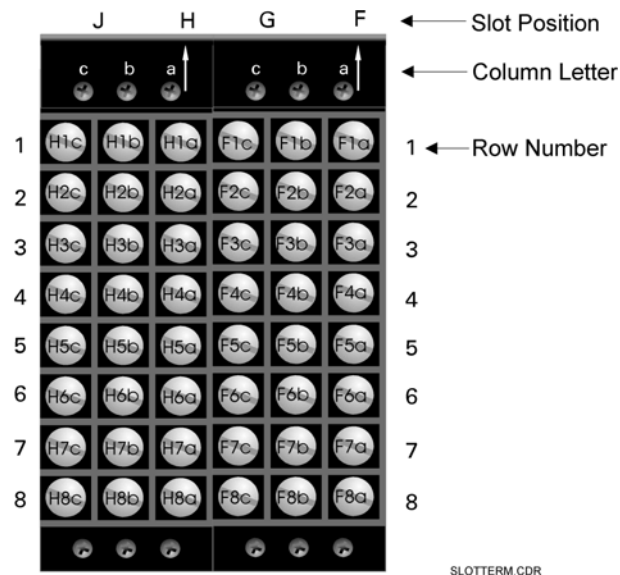 J H G F Slot Position
c b a c b a Column Letter
1 H1c H1b H1a F1c F1b F1a 1 Row Number
2 H2c H2b H2a F2c F2b F2a 2
3 H3c H3b H3a F3c F3b F3a 3
4 H4c H4b H4a F4c F4b F4a 4
5 H5c H5b H5a F5c F5b F5a 5
6 H6c H6b H6a F6c F6b F6a 6
7 H7c H7b H7a F7c F7b F7a 7
8 H8c H8b H8a F8c F8b F8a 8
SLOTTERM.CDR